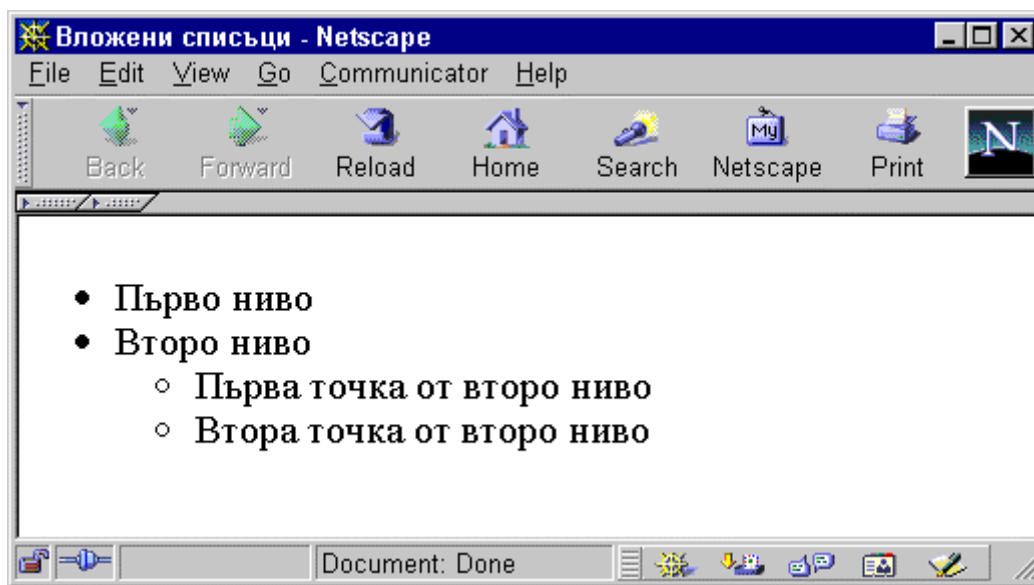 Вложени списъци - Netscape
File Edit View Go Communicator Help
Back Forward Reload Home Search Netscape Print
My
N
• Първо ниво
• Второ ниво
○ Първа точка от второ ниво
○ Втора точка от второ ниво
Document: Done